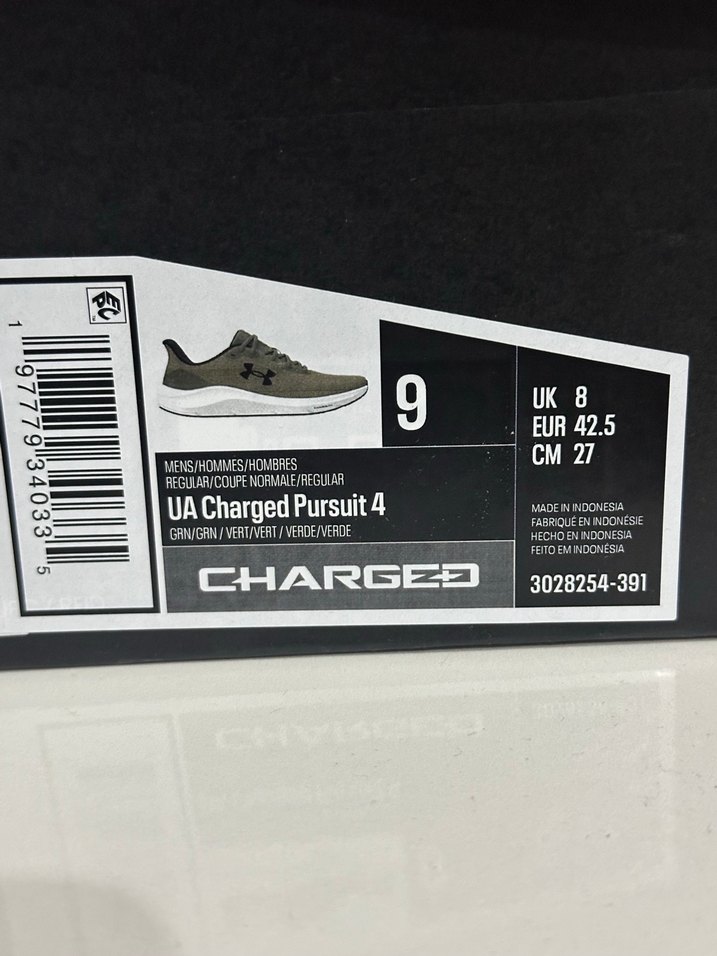 EPC
1 97779 34033 5
9
UK 8
EUR 42.5
CM 27
MENS/HOMMES/HOMBRES
REGULAR/COUPE NORMALE/REGULAR
UA Charged Pursuit 4
GRN/GRN / VERT/VERT / VERDE/VERDE
CHARGED
MADE IN INDONESIA
FABRIQUÉ EN INDONÉSIE
HECHO EN INDONESIA
FEITO EM INDONÉSIA
3028254-391